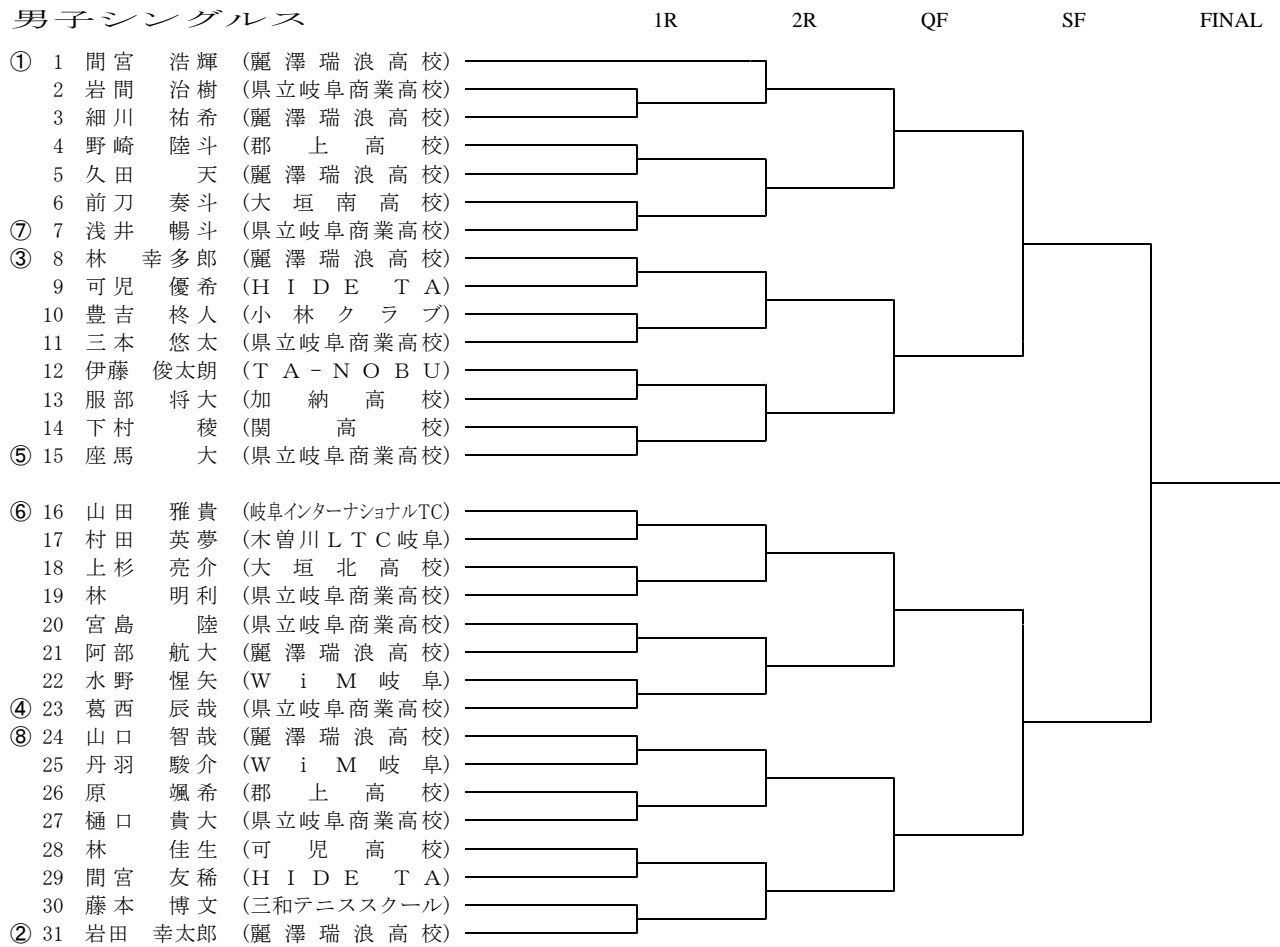 男子シングルス 1R 2R QF SF FINAL
① 1 間宮 浩輝 (麗澤瑞浪高校)
2 岩間 治樹 (県立岐阜商業高校)
3 細川 祐希 (麗澤瑞浪高校)
4 野崎 陸斗 (郡上高校)
5 久田 天 (麗澤瑞浪高校)
6 前刀 奏斗 (大垣南高校)
⑦ 7 浅井 暢斗 (県立岐阜商業高校)
③ 8 林 幸多郎 (麗澤瑞浪高校)
9 可児 優希 (HIDE TA)
10 豊吉 柊人 (小林クラブ)
11 三本 悠太 (県立岐阜商業高校)
12 伊藤 俊太朗 (TA-NOBU)
13 服部 将大 (加納高校)
14 下村 稜 (関高校)
⑤ 15 座馬 大 (県立岐阜商業高校)
⑥ 16 山田 雅貴 (岐阜インターナショナルTC)
17 村田 英夢 (木曽川LTC岐阜)
18 上杉 亮介 (大垣北高校)
19 林 明利 (県立岐阜商業高校)
20 宮島 陸 (県立岐阜商業高校)
21 阿部 航大 (麗澤瑞浪高校)
22 水野 惺矢 (WiM岐阜)
④ 23 葛西 辰哉 (県立岐阜商業高校)
⑧ 24 山口 智哉 (麗澤瑞浪高校)
25 丹羽 駿介 (WiM岐阜)
26 原 颯希 (郡上高校)
27 樋口 貴大 (県立岐阜商業高校)
28 林 佳生 (可児高校)
29 間宮 友稀 (HIDE TA)
30 藤本 博文 (三和テニススクール)
② 31 岩田 幸太郎 (麗澤瑞浪高校)